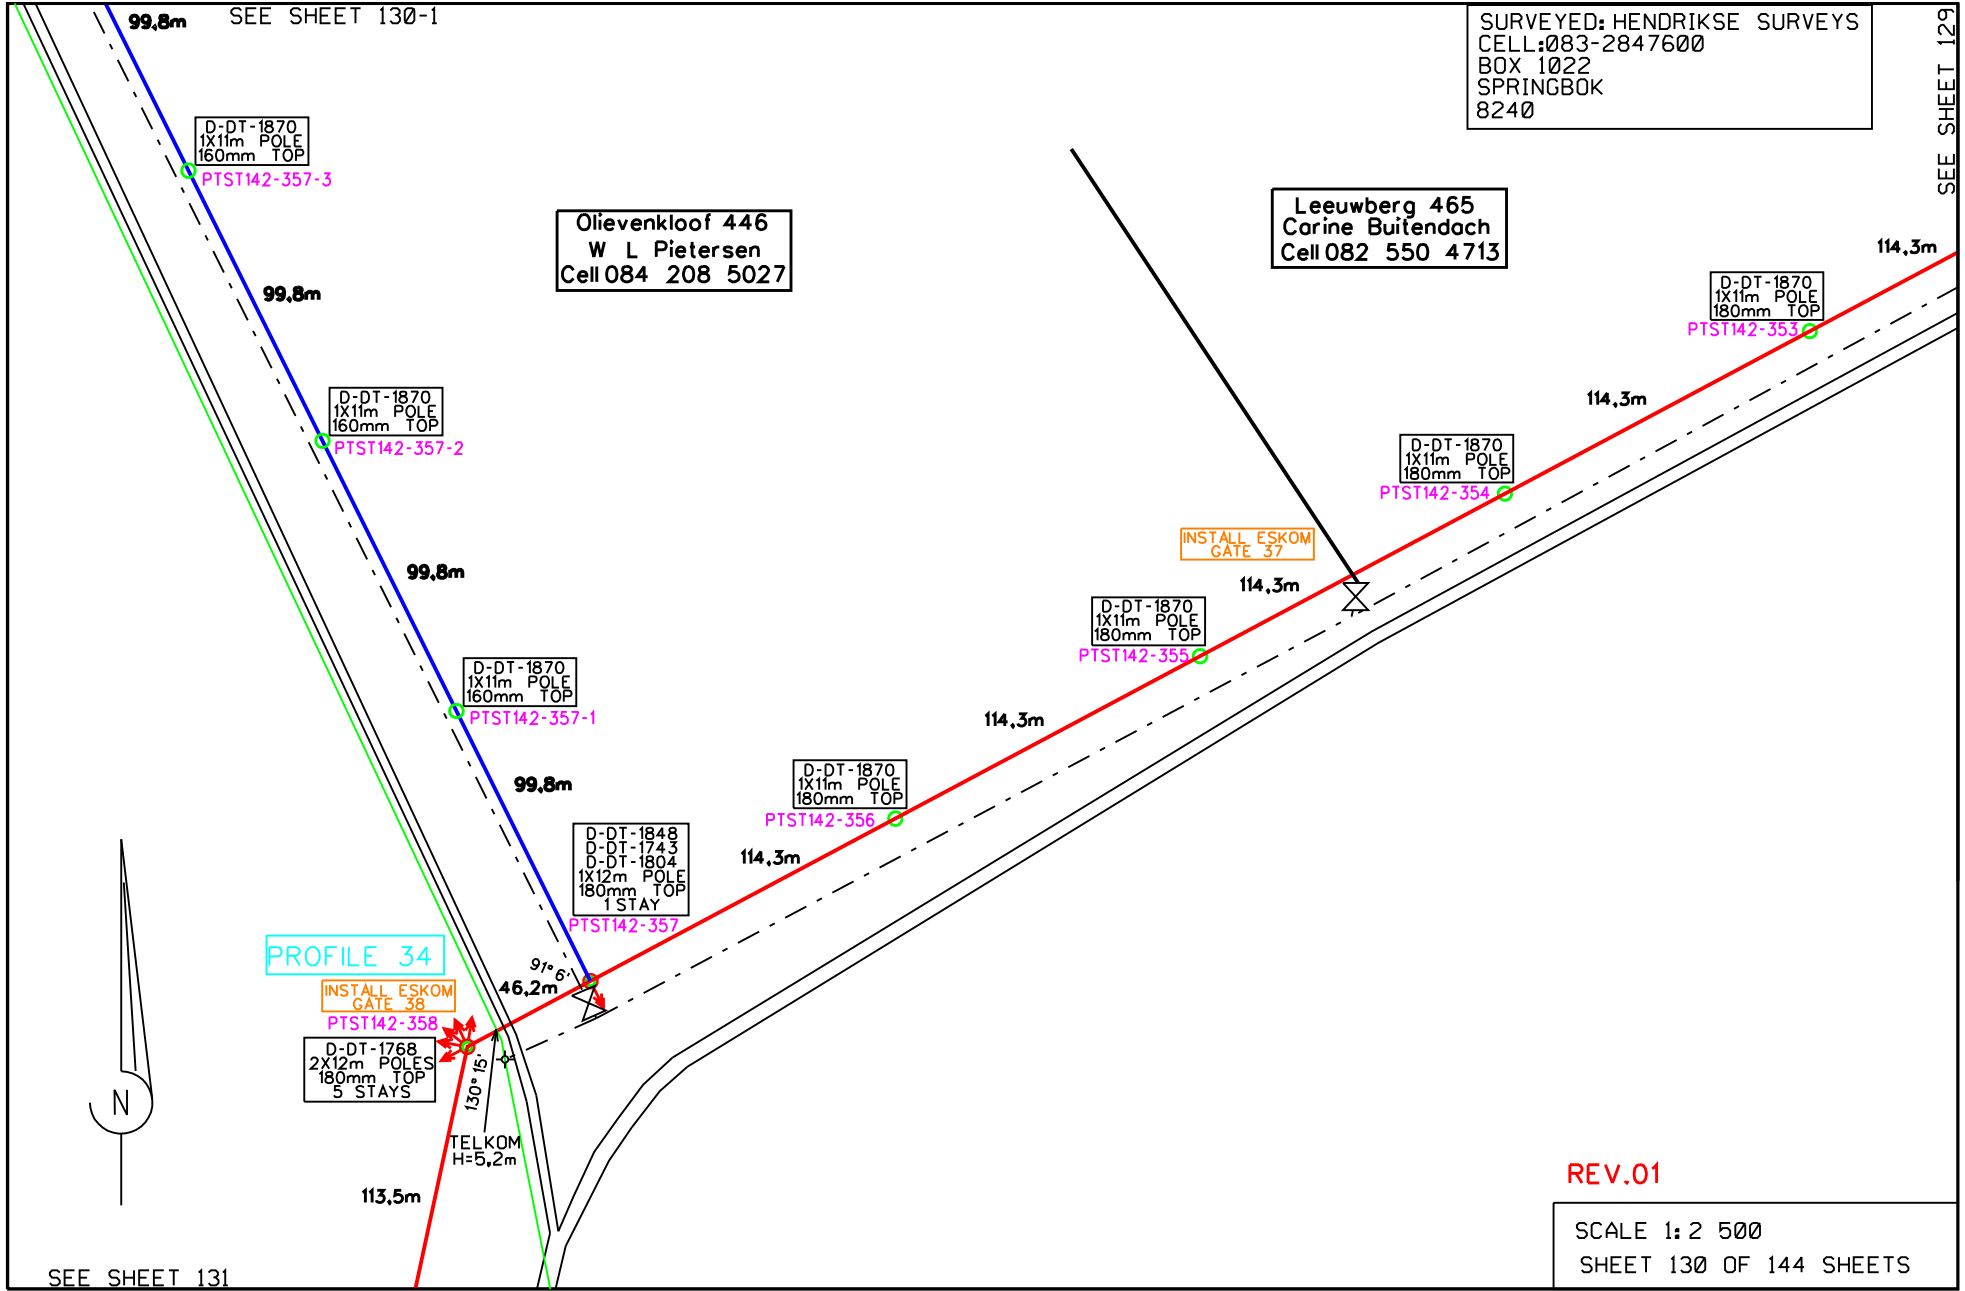 99,8m
SEE SHEET 130-1
SURVEYED: HENDRIKSE SURVEYS
CELL:083-2847600
BOX 1022
SPRINGBOK
8240
SEE SHEET 129
D-DT-1870
1X11m POLE
160mm TOP
PTST142-357-3
Olievenkloof 446
W L Pietersen
Cell 084 208 5027
Leeuwberg 465
Carine Buitendach
Cell 082 550 4713
114,3m
99,8m
D-DT-1870
1X11m POLE
180mm TOP
PTST142-353
114,3m
D-DT-1870
1X11m POLE
160mm TOP
PTST142-357-2
D-DT-1870
1X11m POLE
180mm TOP
PTST142-354
INSTALL ESKOM
GATE 37
99,8m
114,3m
D-DT-1870
1X11m POLE
180mm TOP
PTST142-355
D-DT-1870
1X11m POLE
160mm TOP
PTST142-357-1
114,3m
99,8m
D-DT-1870
1X11m POLE
180mm TOP
PTST142-356
114,3m
D-DT-1848
D-DT-1743
D-DT-1804
1X12m POLE
180mm TOP
1 STAY
PTST142-357
PROFILE 34
91° 6'
46,2m
INSTALL ESKOM
GATE 38
PTST142-358
D-DT-1768
2X12m POLES
180mm TOP
5 STAYS
130° 15'
N
TELKOM
H=5,2m
113,5m
REV.01
SCALE 1: 2 500
SHEET 130 OF 144 SHEETS
SEE SHEET 131